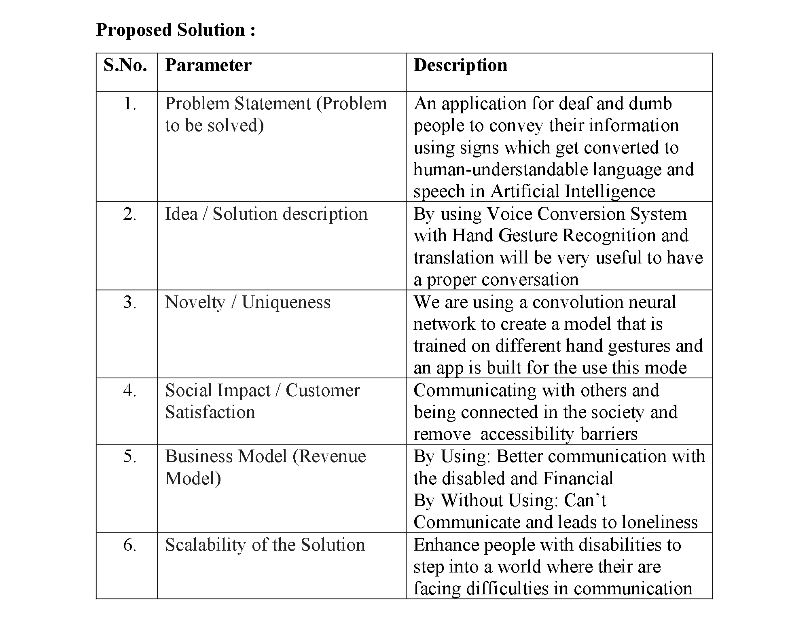 Proposed Solution :
S.No. Parameter Description
1. Problem Statement (Problem to be solved) An application for deaf and dumb
people to convey their information
using signs which get converted to
human-understandable language and
speech in Artificial Intelligence
2. Idea / Solution description By using Voice Conversion System
with Hand Gesture Recognition and
translation will be very useful to have
a proper conversation
3. Novelty / Uniqueness We are using a convolution neural
network to create a model that is
trained on different hand gestures and
an app is built for the use this mode
4. Social Impact / Customer Satisfaction Communicating with others and
being connected in the society and
remove accessibility barriers
5. Business Model (Revenue Model) By Using: Better communication with
the disabled and Financial
By Without Using: Can`t
Communicate and leads to loneliness
6. Scalability of the Solution Enhance people with disabilities to
step into a world where their are
facing difficulties in communication